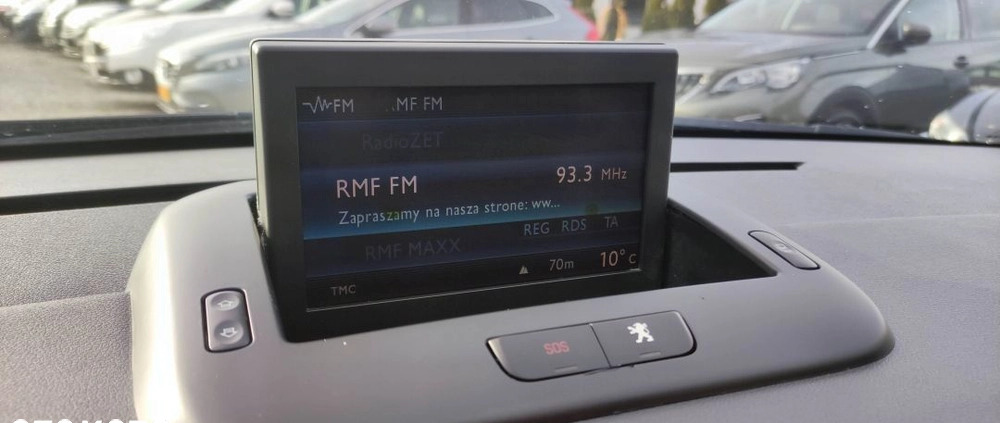 FM ..MF FM
RadioZET
RMF FM 93.3 MHz
Zapraszamy na nasza strone: ww...
REG RDS TA
RMF MAXX
70m 10°C
TMC
SOS